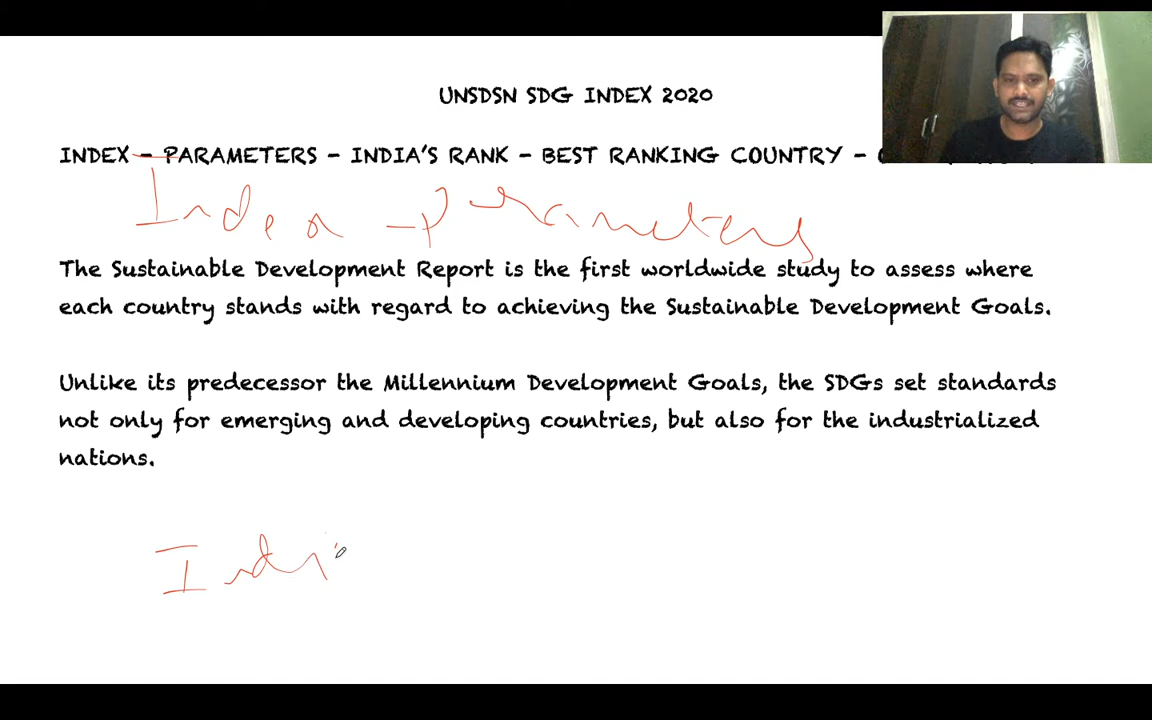 UNSDSN SDG INDEX 2020
INDEX - PARAMETERS - INDIA'S RANK - BEST RANKING COUNTRY -
Index - Parameters
The Sustainable Development Report is the first worldwide study to assess where
each country stands with regard to achieving the Sustainable Development Goals.
Unlike its predecessor the Millennium Development Goals, the SDGs set standards
not only for emerging and developing countries, but also for the industrialized
nations.
Indi